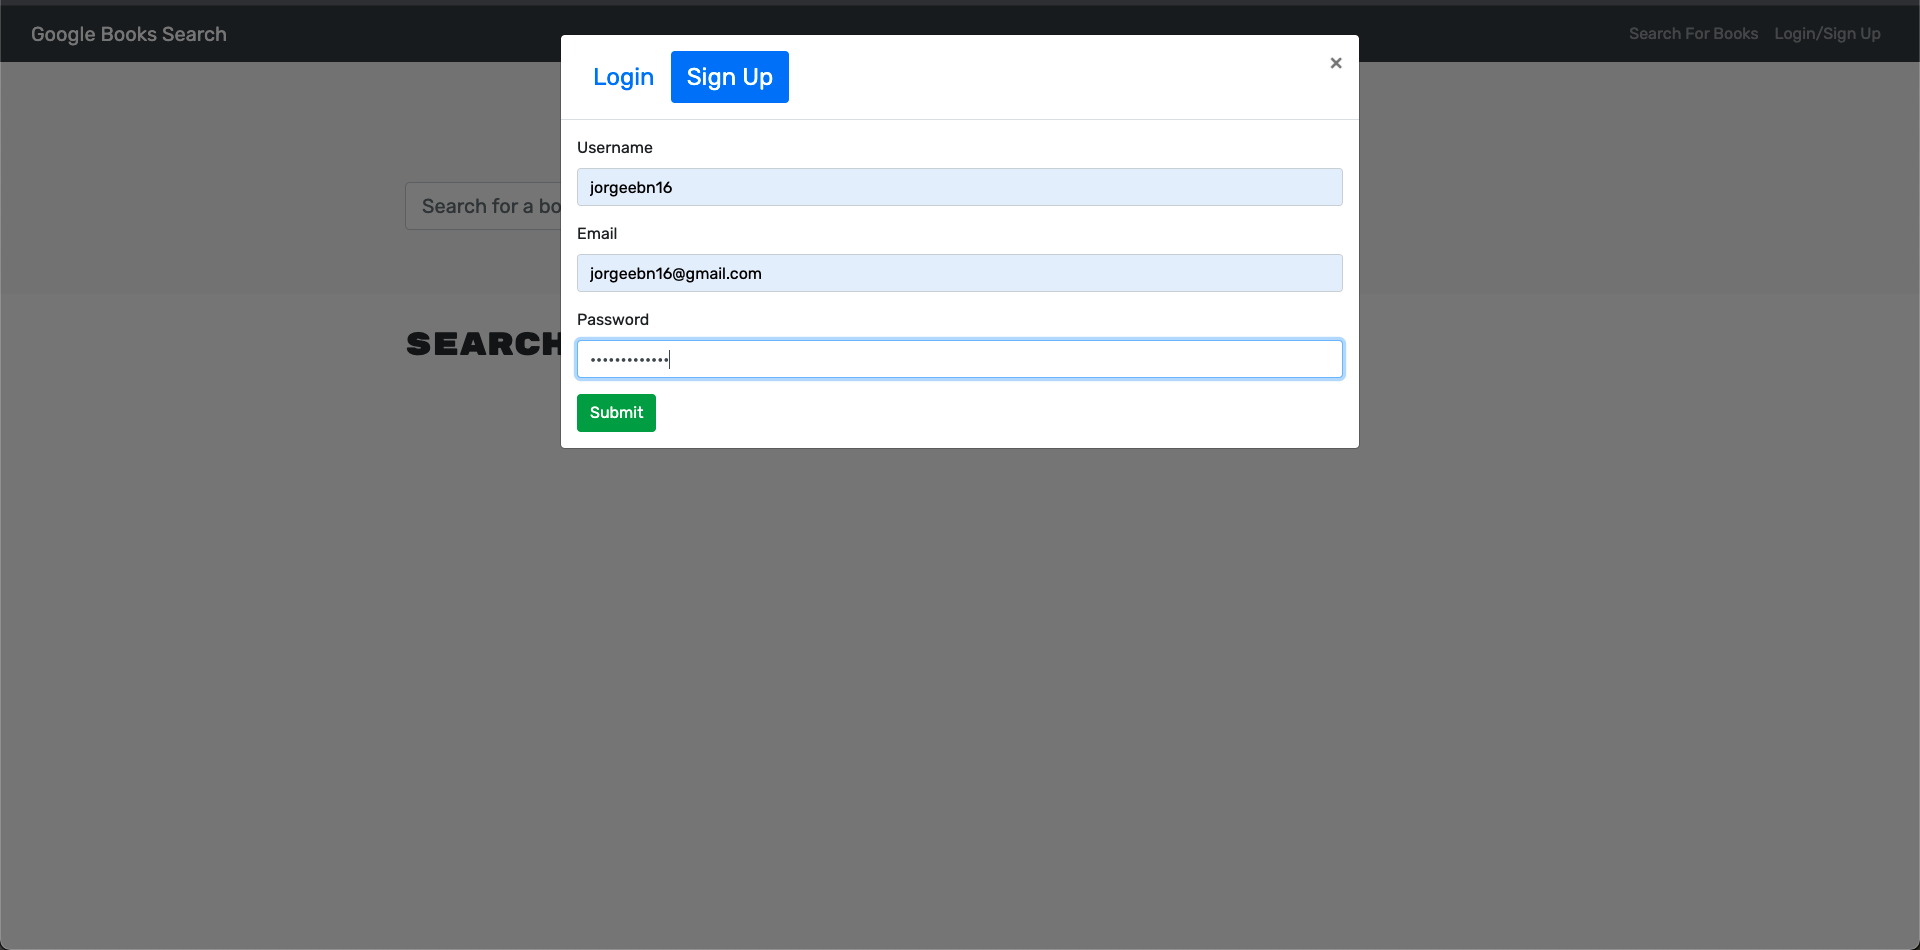 Google Books Search
Search For Books
Login/Sign Up
Login
Sign Up
×
Username
jorgeebn16
Email
jorgeebn16@gmail.com
Password
•••••••••••••
Submit
Search for a bo
SEARCH